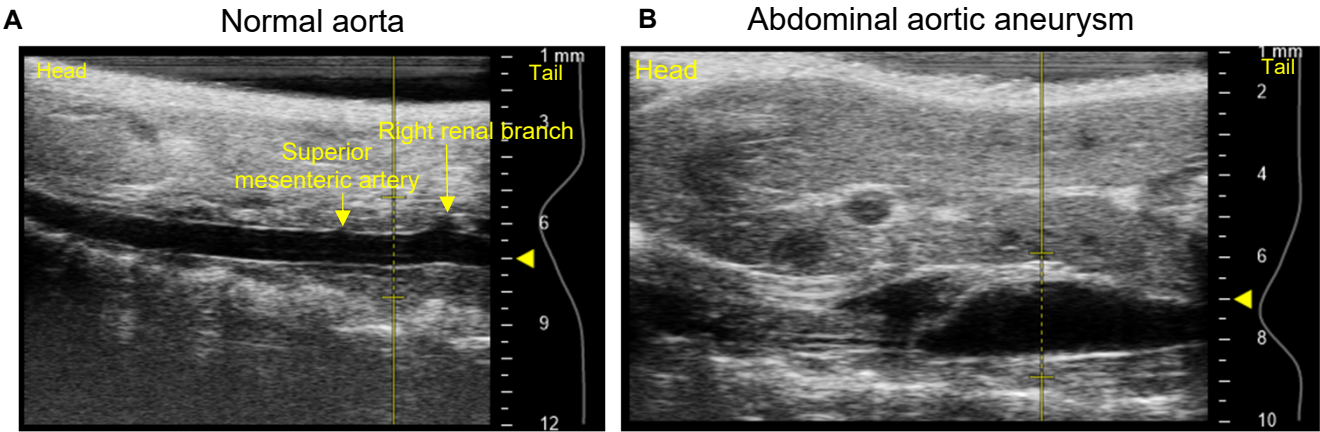 A
Normal aorta
Head
1 mm
Tail
3
Right renal branch
Superior
mesenteric artery
6
9
12
B
Abdominal aortic aneurysm
Head
1 mm
Tail
2
4
6
8
10